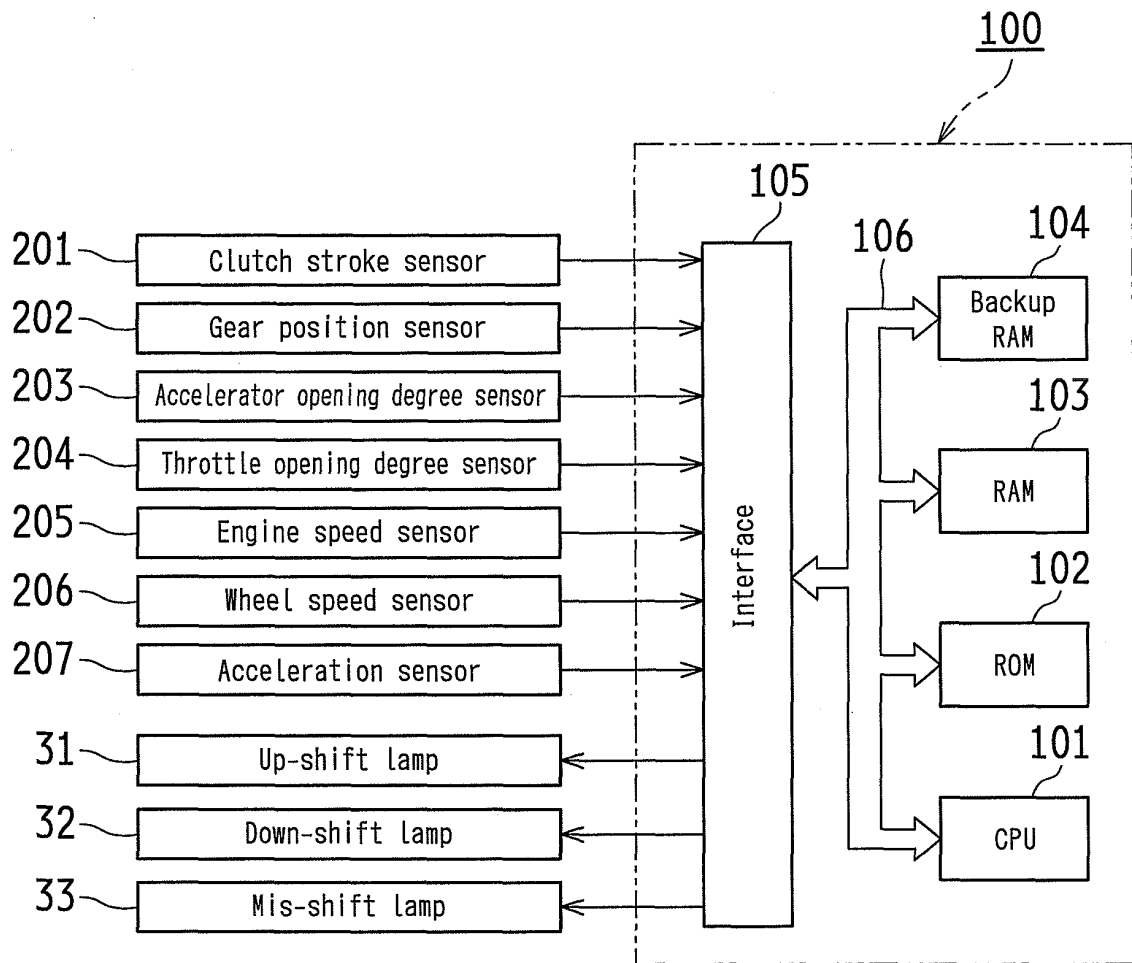 100
105
201 Clutch stroke sensor
106
104
202 Gear position sensor
Backup
RAM
203 Accelerator opening degree sensor
103
204 Throttle opening degree sensor
RAM
205 Engine speed sensor
Interface
102
206 Wheel speed sensor
207 Acceleration sensor
ROM
31 Up-shift lamp
101
32 Down-shift lamp
CPU
33 Mis-shift lamp